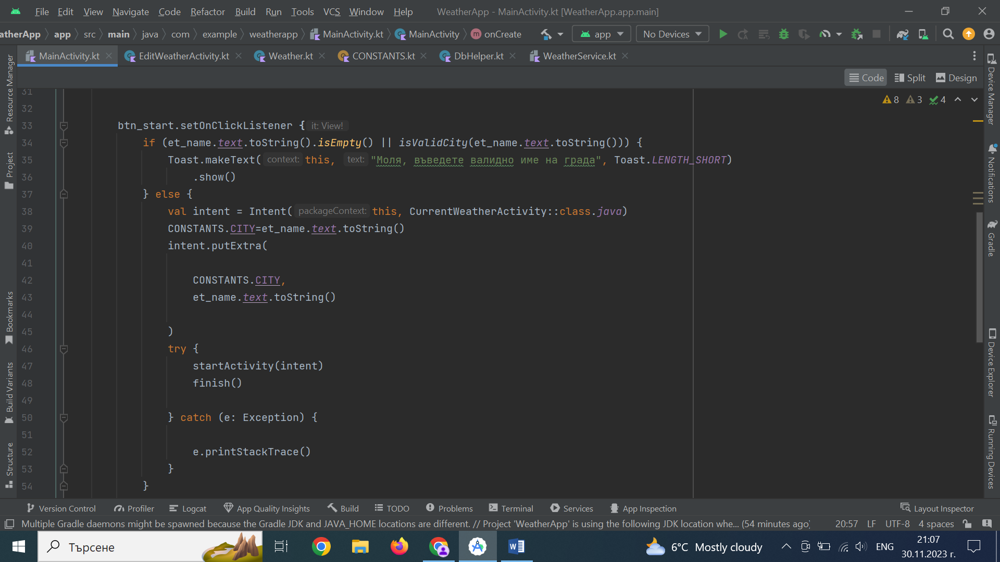 File Edit View Navigate Code Refactor Build Run Tools VCS Window Help WeatherApp - MainActivity.kt [WeatherApp.app.main]
atherApp app src main java com example weatherapp MainActivity.kt MainActivity m onCreate app No Devices
MainActivity.kt EditWeatherActivity.kt Weather.kt CONSTANTS.kt DbHelper.kt WeatherService.kt
Code Split Design
8 3 4
31
32
33 btn_start.setOnClickListener { it: View!
34 if (et_name.text.toString().isEmpty() || isValidCity(et_name.text.toString())) {
35 Toast.makeText( context: this, text: "Моля, въведете валидно име на града", Toast.LENGTH_SHORT)
36 .show()
37 } else {
38 val intent = Intent( packageContext: this, CurrentWeatherActivity::class.java)
39 CONSTANTS.CITY=et_name.text.toString()
40 intent.putExtra(
41
42 CONSTANTS.CITY,
43 et_name.text.toString()
44
45 )
46 try {
47 startActivity(intent)
48 finish()
49
50 } catch (e: Exception) {
51
52 e.printStackTrace()
53 }
54 }
Resource Manager
Project
Bookmarks
Build Variants
Structure
Device Manager
Notifications
Gradle
Device Explorer
Running Devices
Version Control Profiler Logcat App Quality Insights Build TODO Problems Terminal Services App Inspection Layout Inspector
Multiple Gradle daemons might be spawned because the Gradle JDK and JAVA_HOME locations are different. // Project 'WeatherApp' is using the following JDK location whe... (54 minutes ago) 20:57 LF UTF-8 4 spaces
Търсене 6°C Mostly cloudy ENG 21:07
30.11.2023 г.